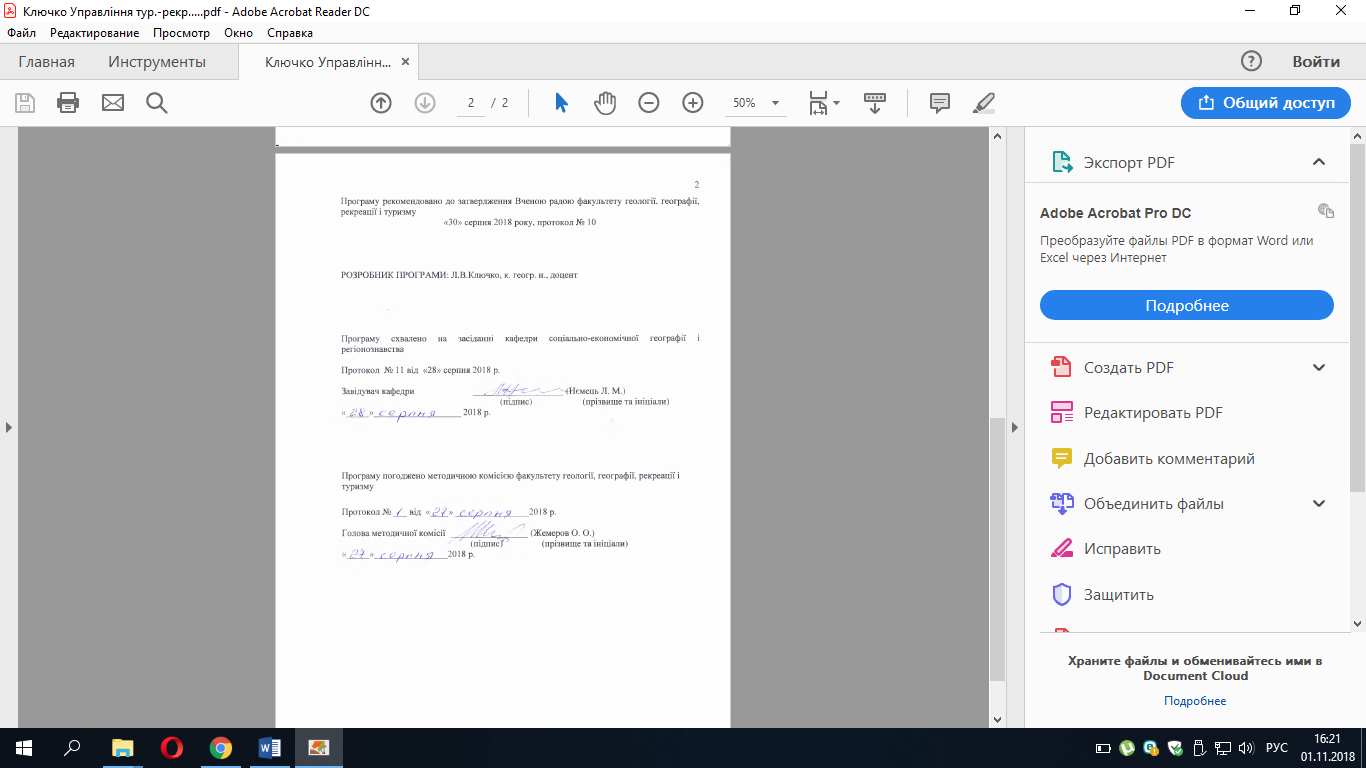 Ключко Управління тур.-рекр.....pdf - Adobe Acrobat Reader DC
Файл Редактирование Просмотр Окно Справка
Главная Инструменты Ключко Управлінн... × Войти
2 / 2 50% Общий доступ
2
Програму рекомендовано до затвердження Вченою радою факультету геології, географії,
рекреації і туризму
«30» серпня 2018 року, протокол № 10
РОЗРОБНИК ПРОГРАМИ: Л.В.Ключко, к. геогр. н., доцент
Програму схвалено на засіданні кафедри соціально-економічної географії і
регіонознавства
Протокол № 11 від «28» серпня 2018 р.
Завідувач кафедри (Нємець Л. М.)
(підпис) (прізвище та ініціали)
«28» серпня 2018 р.
Програму погоджено методичною комісією факультету геології, географії, рекреації і
туризму
Протокол № 1 від «27» серпня 2018 р.
Голова методичної комісії (Жемеров О. О.)
(підпис) (прізвище та ініціали)
«27» серпня 2018 р.
Экспорт PDF
Adobe Acrobat Pro DC
Преобразуйте файлы PDF в формат Word или
Excel через Интернет
Подробнее
Создать PDF
Редактировать PDF
Добавить комментарий
Объединить файлы
Исправить
Защитить
Храните файлы и обменивайтесь ими в
Document Cloud
Подробнее
РУС
16:21
01.11.2018